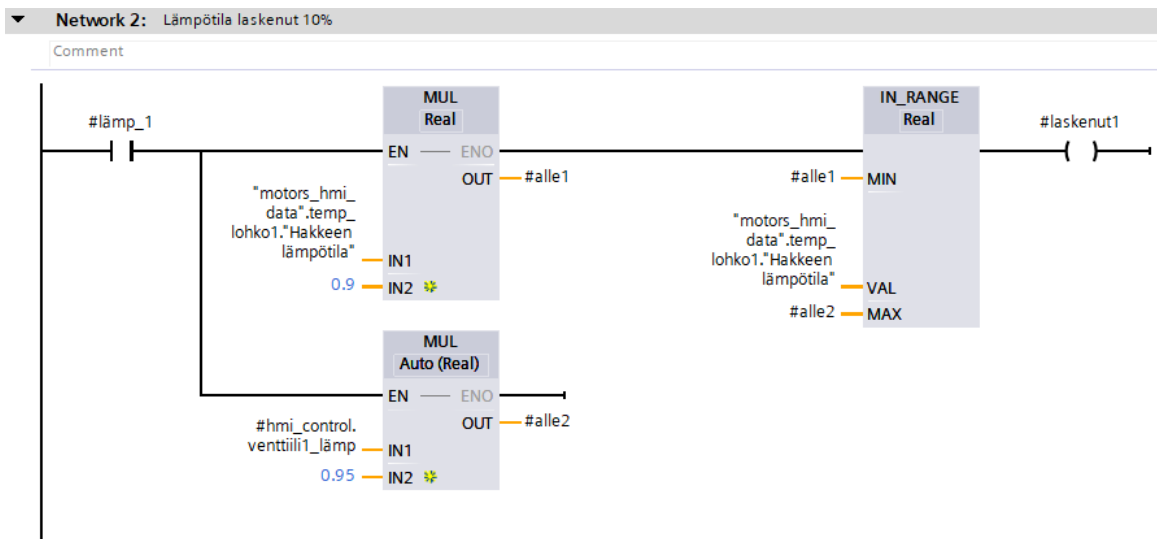 Network 2: Lämpötila laskenut 10%
Comment
#lämp_1
MUL
Real
EN ENO
OUT #alle1
"motors_hmi_
data".temp_
lohko1."Hakkeen
lämpötila"
IN1
0.9 IN2
IN_RANGE
Real
#laskenut1
#alle1 MIN
"motors_hmi_
data".temp_
lohko1."Hakkeen
lämpötila"
VAL
#alle2 MAX
MUL
Auto (Real)
EN ENO
OUT #alle2
#hmi_control.
venttiili1_lämp
IN1
0.95 IN2